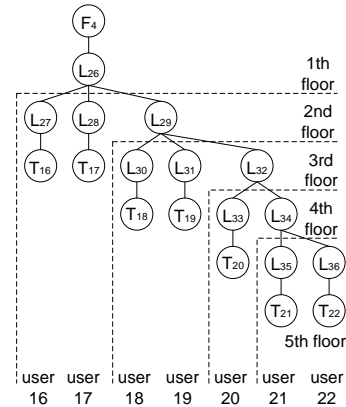 F4
L26
1th
floor
L27 L28 L29
2nd
floor
T16 T17 L30 L31 L32
3rd
floor
T18 T19 L33 L34
4th
floor
T20 L35 L36
T21 T22
5th floor
user user user user user user user
16 17 18 19 20 21 22